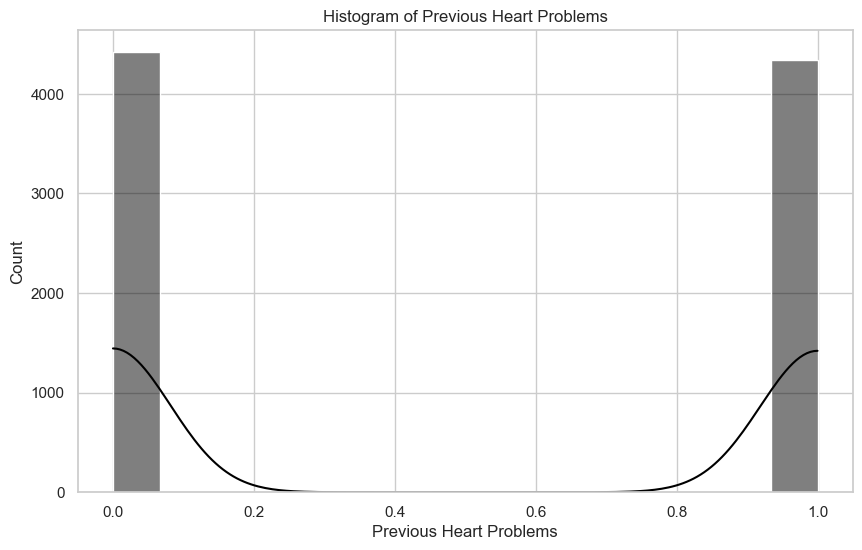 Histogram of Previous Heart Problems
Count
4000
3000
2000
1000
0
0.0 0.2 0.4 0.6 0.8 1.0
Previous Heart Problems